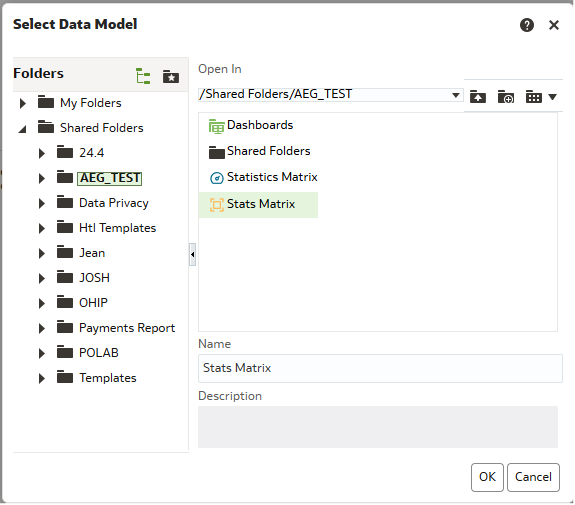 Select Data Model
Folders
My Folders
Shared Folders
24.4
AEG_TEST
Data Privacy
Htl Templates
Jean
JOSH
OHIP
Payments Report
POLAB
Templates
Open In
/Shared Folders/AEG_TEST
Dashboards
Shared Folders
Statistics Matrix
Stats Matrix
Name
Stats Matrix
Description
OK
Cancel